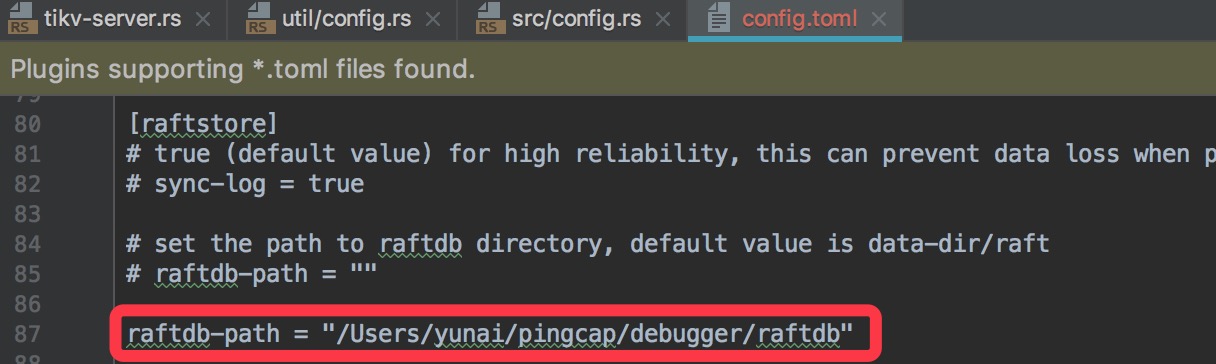 tikv-server.rs
util/config.rs
src/config.rs
config.toml
RS
RS
RS
Plugins supporting *.toml files found.
79
80 [raftstore]
81 # true (default value) for high reliability, this can prevent data loss when p
82 # sync-log = true
83
84 # set the path to raftdb directory, default value is data-dir/raft
85 # raftdb-path = ""
86
87 raftdb-path = "/Users/yunai/pingcap/debugger/raftdb"
88